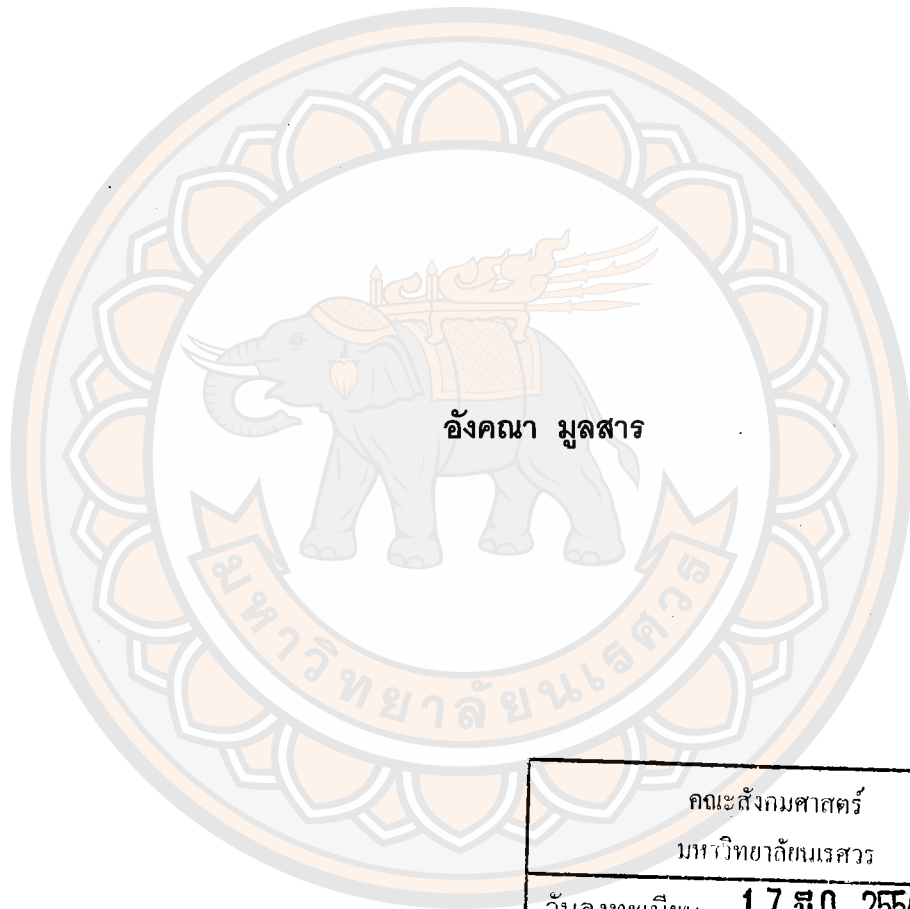 อังคณา มูลสาร
มหาวิทยาลัยนเรศวร
คณะสังคมศาสตร์
มหาวิทยาลัยนเรศวร
17 มี.ค.